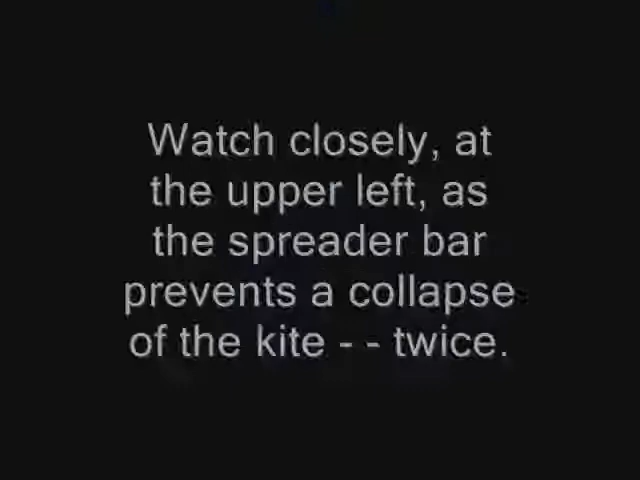 Watch closely, at
the upper left, as
the spreader bar
prevents a collapse
of the kite - - twice.